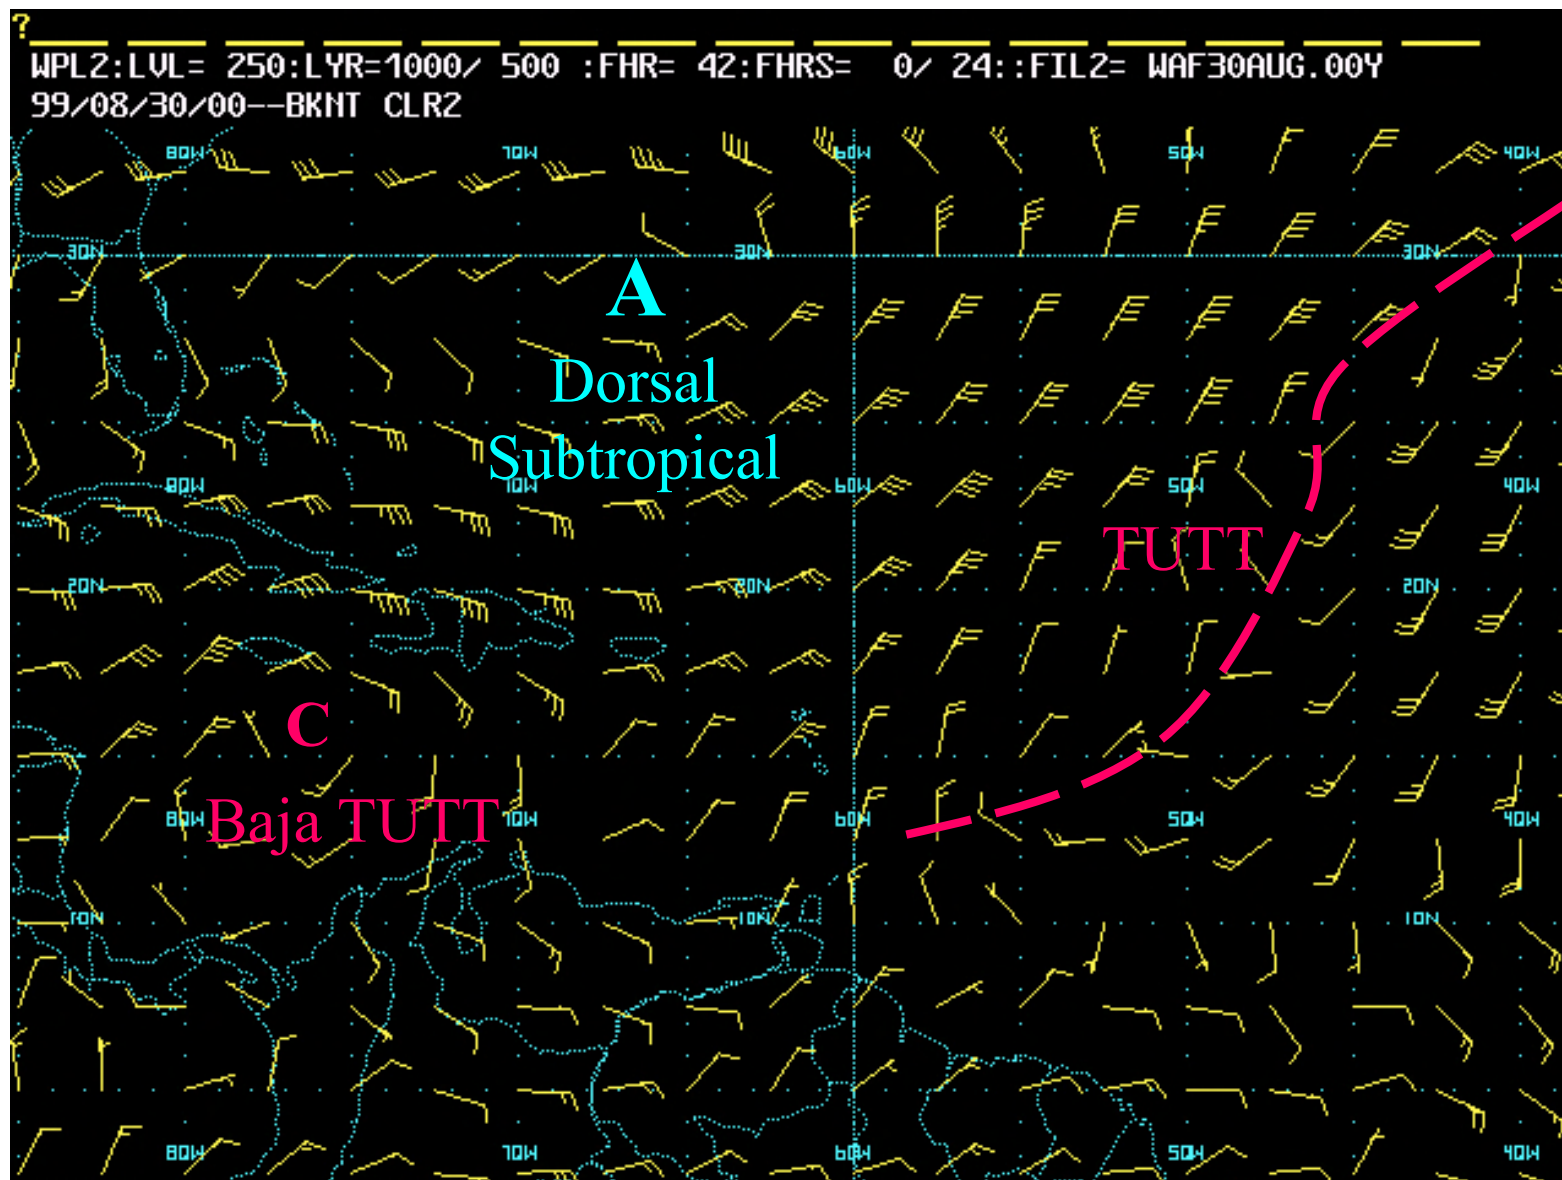 ?
WPL2:LVL= 250:LYR=1000/ 500 :FHR= 42:FHRS=  0/ 24::FIL2= WAF30AUG.00Y
99/08/30/00--BKNT CLR2
80W 70W 60W 50W 40W
30N 30N 30N
A
Dorsal
Subtropical
80W 70W 60W 50W 40W
TUTT
20N 20N 20N
C
Baja TUTT
80W 70W 60W 50W 40W
10N 10N 10N
80W 70W 60W 50W 40W